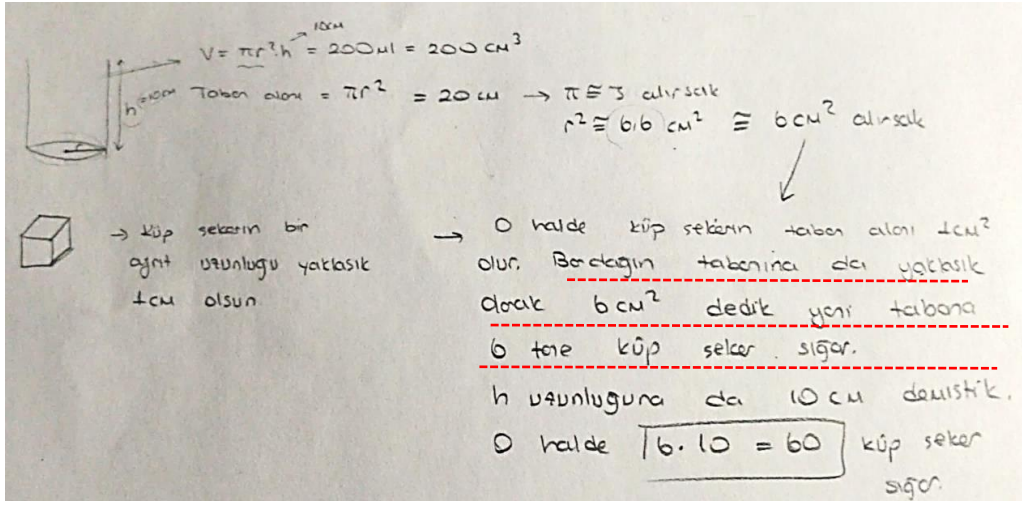 10cm
V = πr².h = 200 ml = 200 cm³
h=10cm
Taban alanı = πr² = 20 cm → π ≅ 3 alırsak
r² ≅ 6,6 cm² ≅ 6 cm² alırsak
h
→ küp şekerin bir
ayrıt uzunluğu yaklaşık
1cm olsun
→ O halde küp şekerin taban alanı 1cm²
olur. Bardağın tabanına da yaklaşık
olarak 6 cm² dedik yani tabana
6 tane küp şeker sığar.
h uzunluğuna da 10 cm demiştik.
O halde 6.10 = 60 küp şeker
sığar.